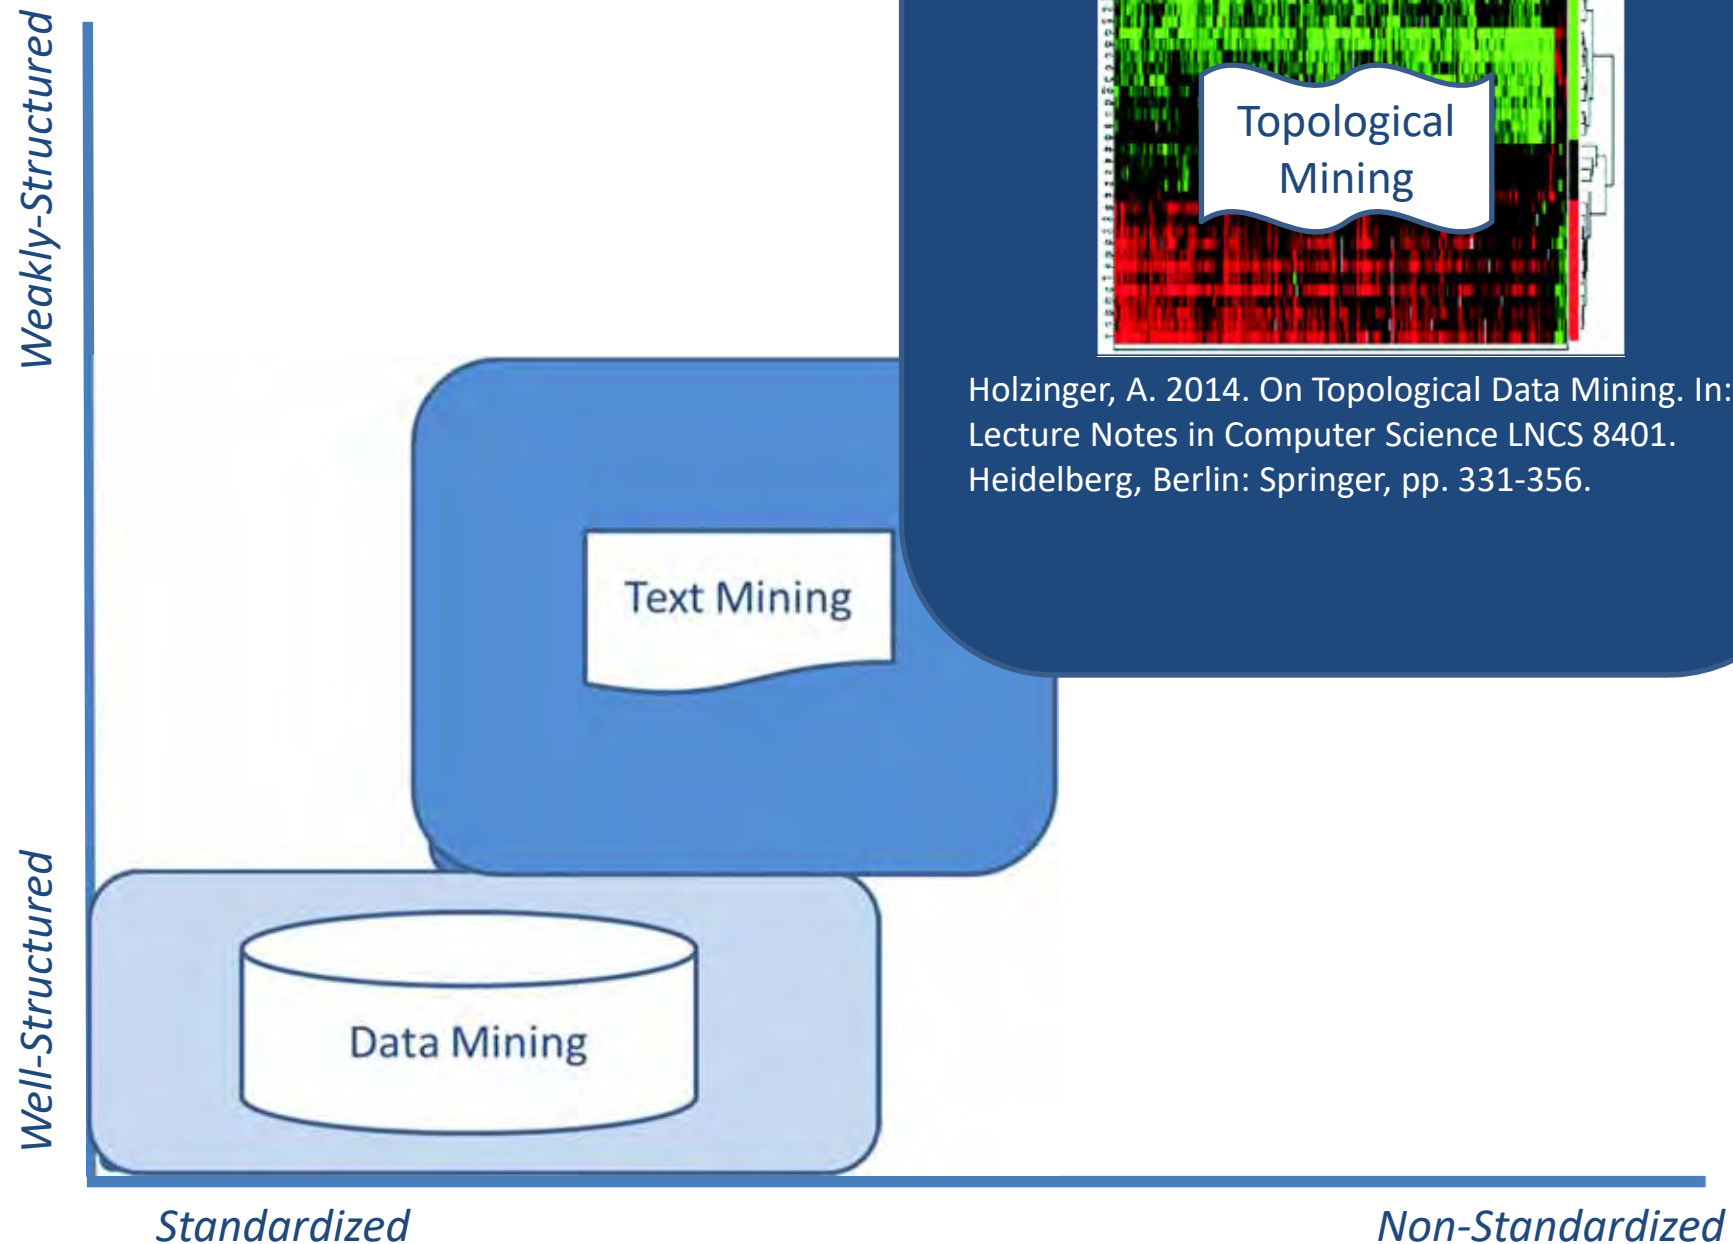 Weakly-Structured
Topological
Mining
Holzinger, A. 2014. On Topological Data Mining. In:
Lecture Notes in Computer Science LNCS 8401.
Heidelberg, Berlin: Springer, pp. 331-356.
Text Mining
Well-Structured
Data Mining
Standardized
Non-Standardized